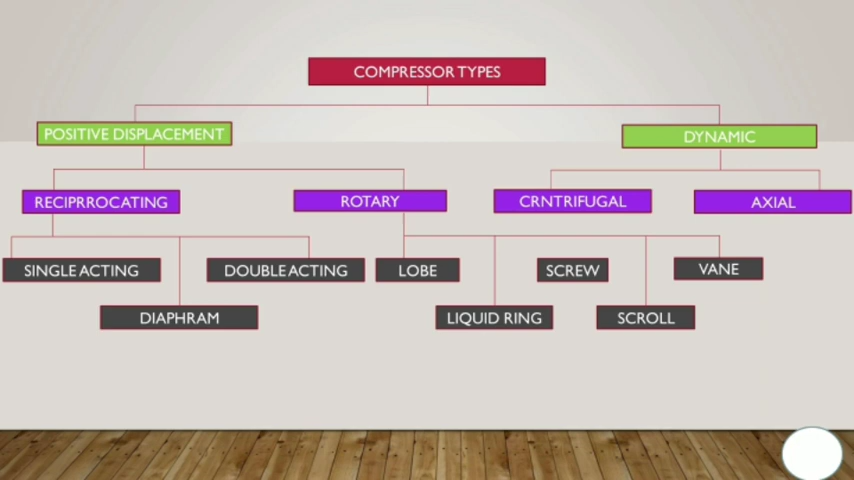 COMPRESSOR TYPES
POSITIVE DISPLACEMENT
DYNAMIC
RECIPRROCATING
ROTARY
CRNTRIFUGAL
AXIAL
SINGLE ACTING
DOUBLE ACTING
LOBE
SCREW
VANE
DIAPHRAM
LIQUID RING
SCROLL